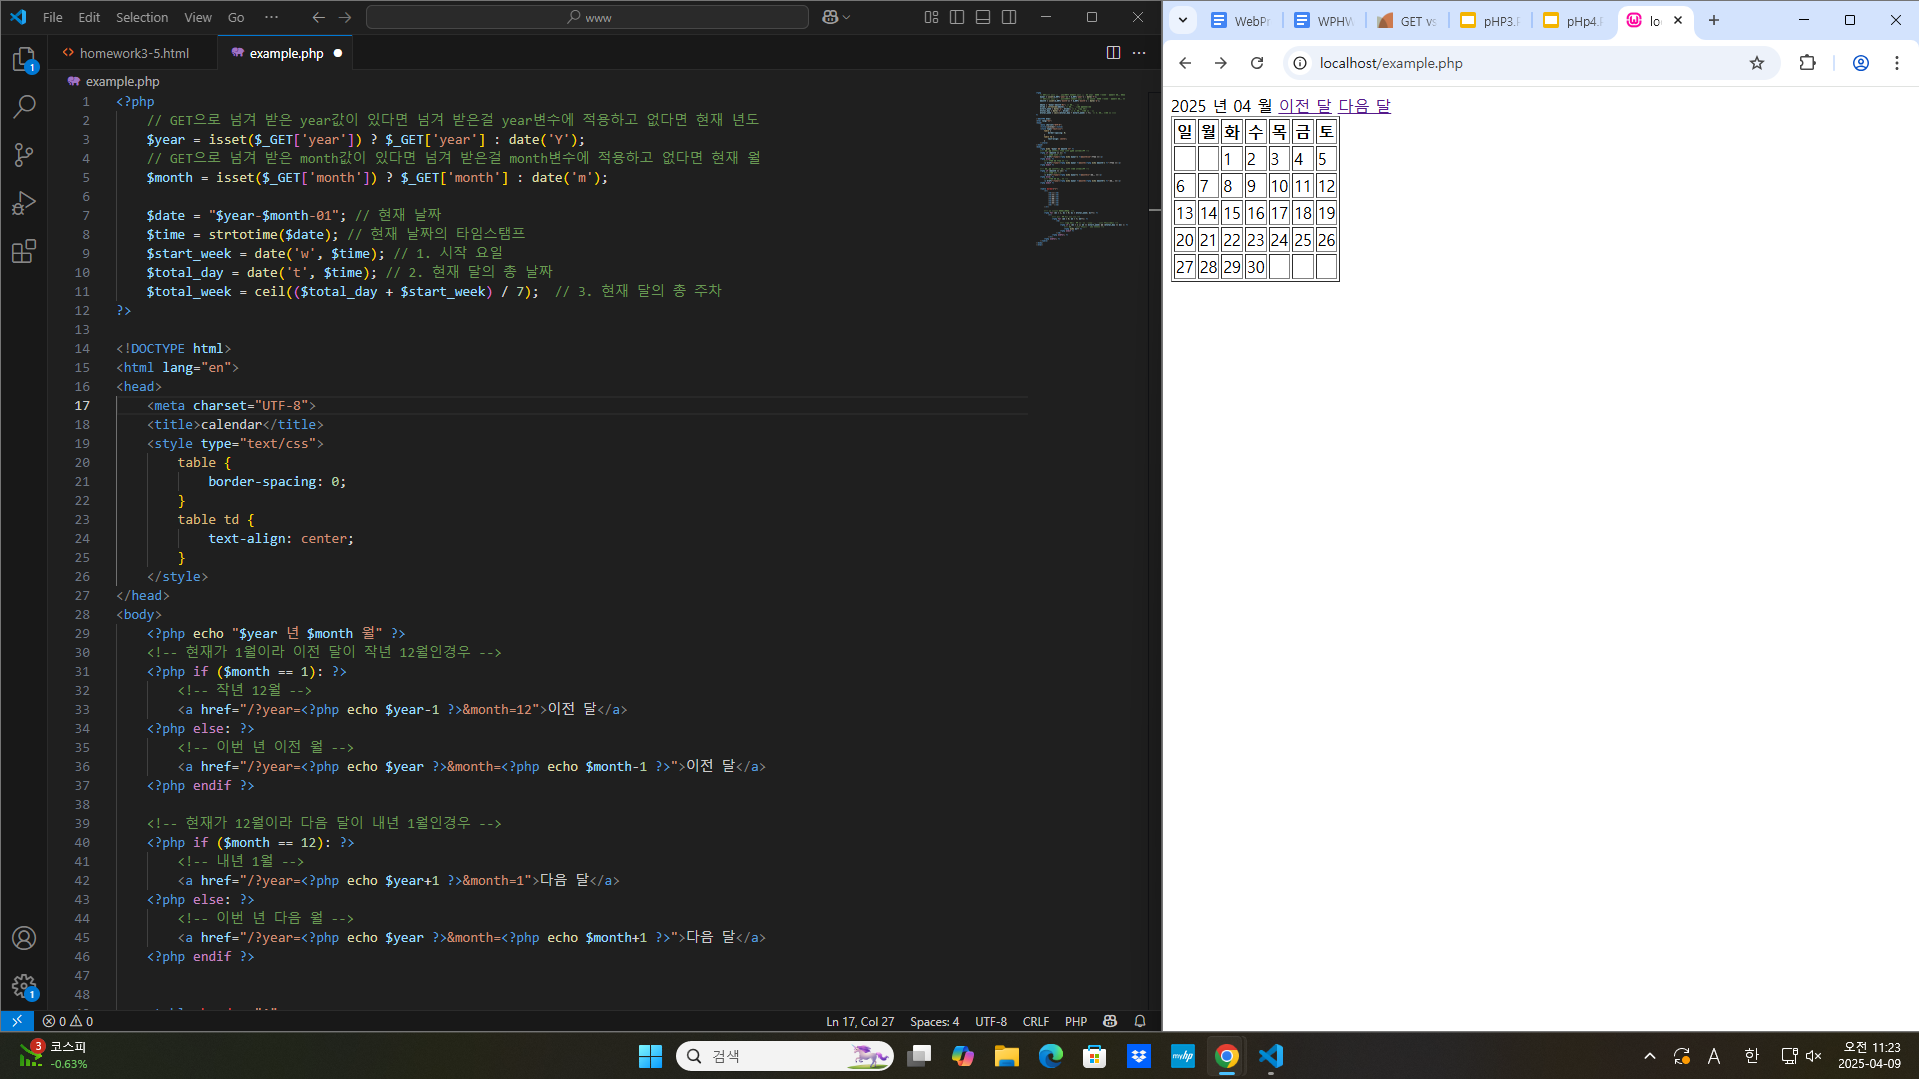 File Edit Selection View Go ··· www
homework3-5.html example.php
example.php
1 <?php
2 // GET으로 넘겨 받은 year값이 있다면 넘겨 받은걸 year변수에 적용하고 없다면 현재 년도
3 $year = isset($_GET['year']) ? $_GET['year'] : date('Y');
4 // GET으로 넘겨 받은 month값이 있다면 넘겨 받은걸 month변수에 적용하고 없다면 현재 월
5 $month = isset($_GET['month']) ? $_GET['month'] : date('m');
6
7 $date = "$year-$month-01"; // 현재 날짜
8 $time = strtotime($date); // 현재 날짜의 타임스탬프
9 $start_week = date('w', $time); // 1. 시작 요일
10 $total_day = date('t', $time); // 2. 현재 달의 총 날짜
11 $total_week = ceil(($total_day + $start_week) / 7);  // 3. 현재 달의 총 주차
12 ?>
13
14 <!DOCTYPE html>
15 <html lang="en">
16 <head>
17 <meta charset="UTF-8">
18 <title>calendar</title>
19 <style type="text/css">
20 table {
21 border-spacing: 0;
22 }
23 table td {
24 text-align: center;
25 }
26 </style>
27 </head>
28 <body>
29 <?php echo "$year 년 $month 월" ?>
30 <!-- 현재가 1월이라 이전 달이 작년 12월인경우 -->
31 <?php if ($month == 1): ?>
32 <!-- 작년 12월 -->
33 <a href="/?year=<?php echo $year-1 ?>&month=12">이전 달</a>
34 <?php else: ?>
35 <!-- 이번 년 이전 월 -->
36 <a href="/?year=<?php echo $year ?>&month=<?php echo $month-1 ?>">이전 달</a>
37 <?php endif ?>
38
39 <!-- 현재가 12월이라 다음 달이 내년 1월인경우 -->
40 <?php if ($month == 12): ?>
41 <!-- 내년 1월 -->
42 <a href="/?year=<?php echo $year+1 ?>&month=1">다음 달</a>
43 <?php else: ?>
44 <!-- 이번 년 다음 월 -->
45 <a href="/?year=<?php echo $year ?>&month=<?php echo $month+1 ?>">다음 달</a>
46 <?php endif ?>
47
48
1
1
0 0 Ln 17, Col 27 Spaces: 4 UTF-8 CRLF PHP
WebPr WPHW GET vs pHP3.P pHp4.P lo
localhost/example.php
2025 년 04 월 이전 달 다음 달
일 월 화 수 목 금 토
1 2 3 4 5
6 7 8 9 10 11 12
13 14 15 16 17 18 19
20 21 22 23 24 25 26
27 28 29 30
3 코스피
-0.63%
검색
myhp
A 한
오전 11:23
2025-04-09